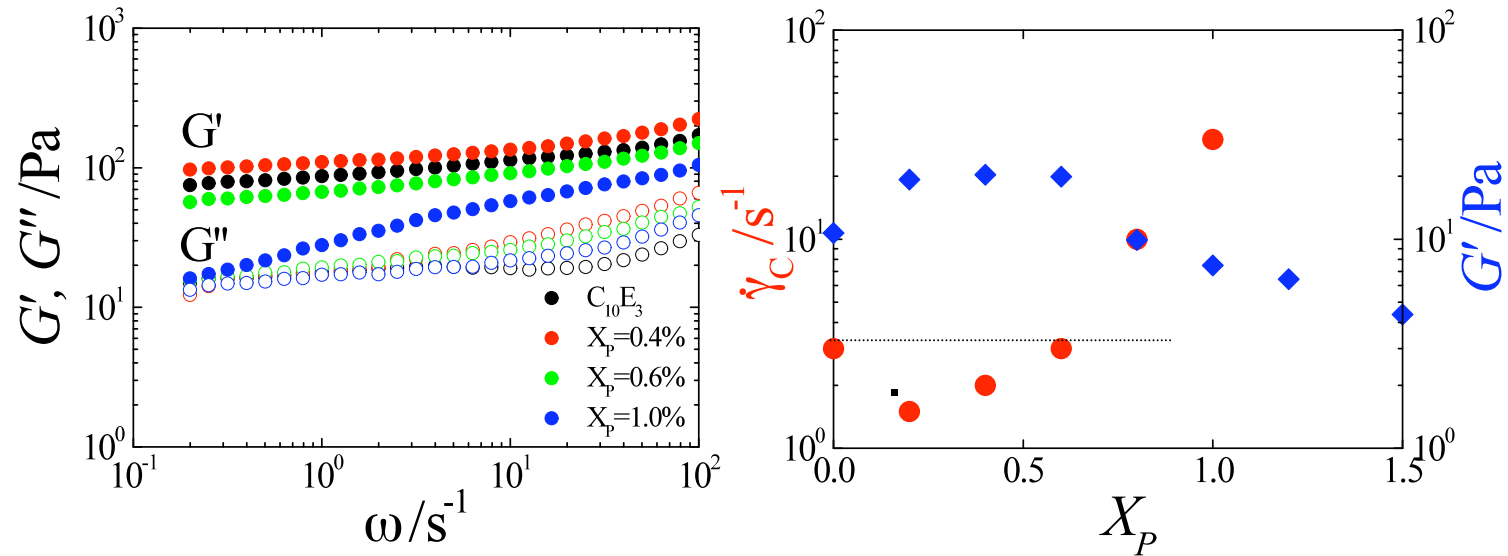 10³
10²
10¹
10⁰
10⁻¹
10⁰
10¹
10²
G', G'' /Pa
ω/s⁻¹
G'
G''
C₁₀E₃
X_P=0.4%
X_P=0.6%
X_P=1.0%
10²
10¹
10⁰
γ̇_C/s⁻¹
0.0
0.5
1.0
1.5
X_P
10²
10¹
10⁰
G'/Pa